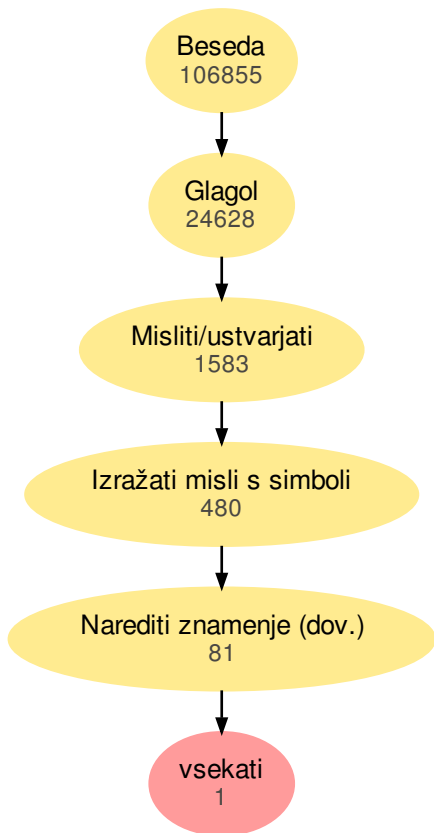 Beseda
106855
Glagol
24628
Misliti/ustvarjati
1583
Izražati misli s simboli
480
Narediti znamenje (dov.)
81
vsekati
1